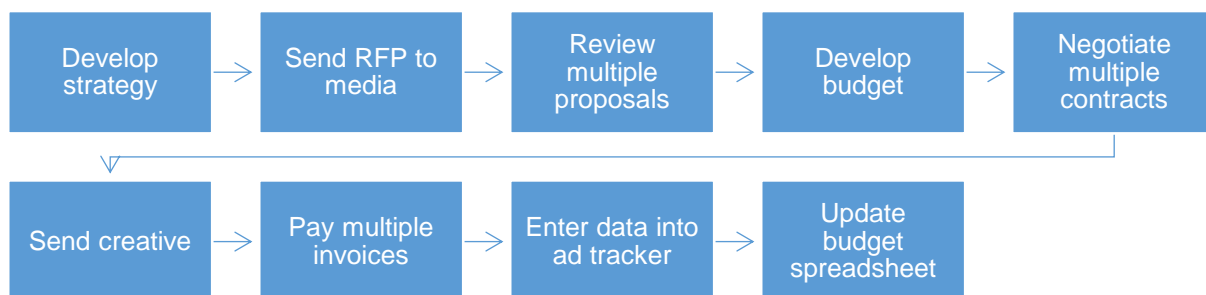 Develop
strategy
Send RFP to
media
Review
multiple
proposals
Develop
budget
Negotiate
multiple
contracts
Send creative
Pay multiple
invoices
Enter data into
ad tracker
Update
budget
spreadsheet